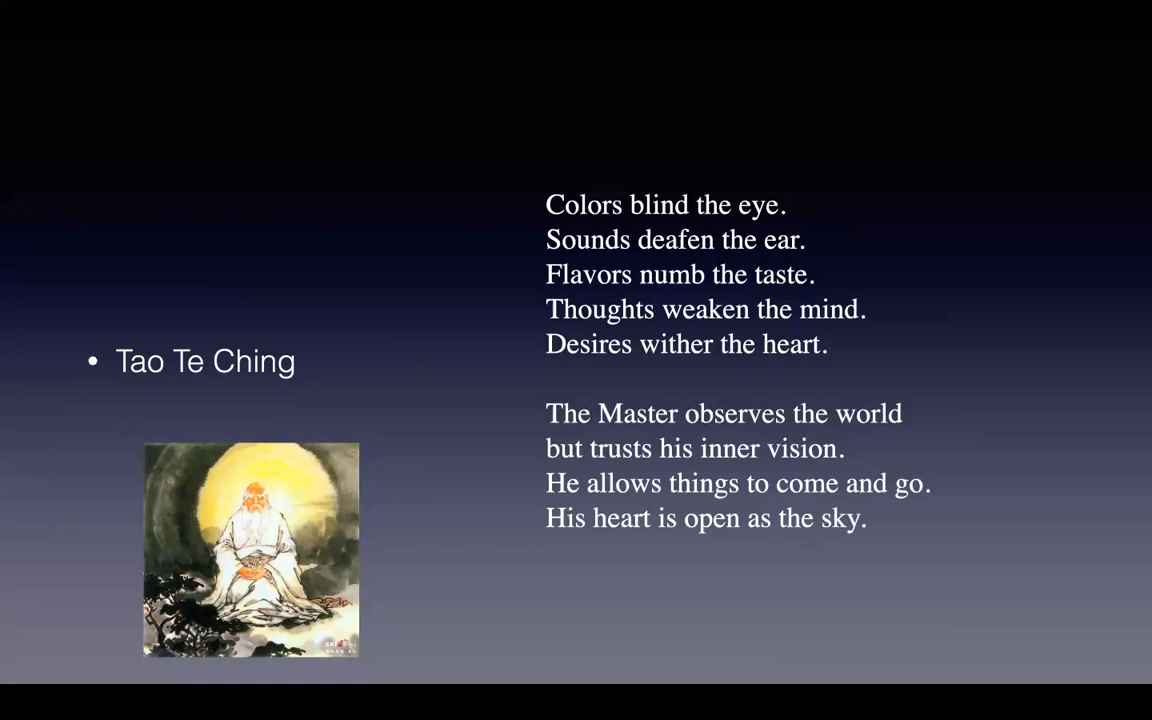 • Tao Te Ching
Colors blind the eye.
Sounds deafen the ear.
Flavors numb the taste.
Thoughts weaken the mind.
Desires wither the heart.
The Master observes the world
but trusts his inner vision.
He allows things to come and go.
His heart is open as the sky.